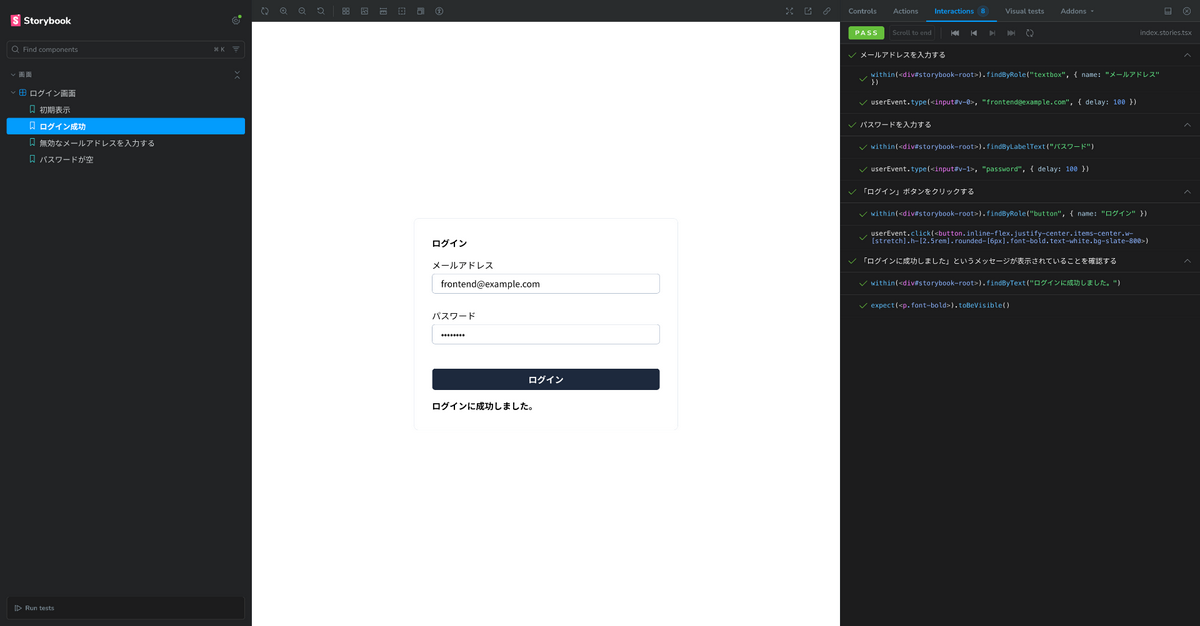 Storybook
Find components
⌘ K
画面
ログイン画面
初期表示
ログイン成功
無効なメールアドレスを入力する
パスワードが空
Run tests
ログイン
メールアドレス
frontend@example.com
パスワード
••••••••
ログイン
ログインに成功しました。
Controls Actions Interactions 8 Visual tests Addons
PASS Scroll to end index.stories.tsx
メールアドレスを入力する
within(<div#storybook-root>).findByRole("textbox", { name: "メールアドレス"
})
userEvent.type(<input#v-0>, "frontend@example.com", { delay: 100 })
パスワードを入力する
within(<div#storybook-root>).findByLabelText("パスワード")
userEvent.type(<input#v-1>, "password", { delay: 100 })
「ログイン」ボタンをクリックする
within(<div#storybook-root>).findByRole("button", { name: "ログイン" })
userEvent.click(<button.inline-flex.justify-center.items-center.w-
[stretch].h-[2.5rem].rounded-[6px].font-bold.text-white.bg-slate-800>)
「ログインに成功しました」というメッセージが表示されていることを確認する
within(<div#storybook-root>).findByText("ログインに成功しました。")
expect(<p.font-bold>).toBeVisible()